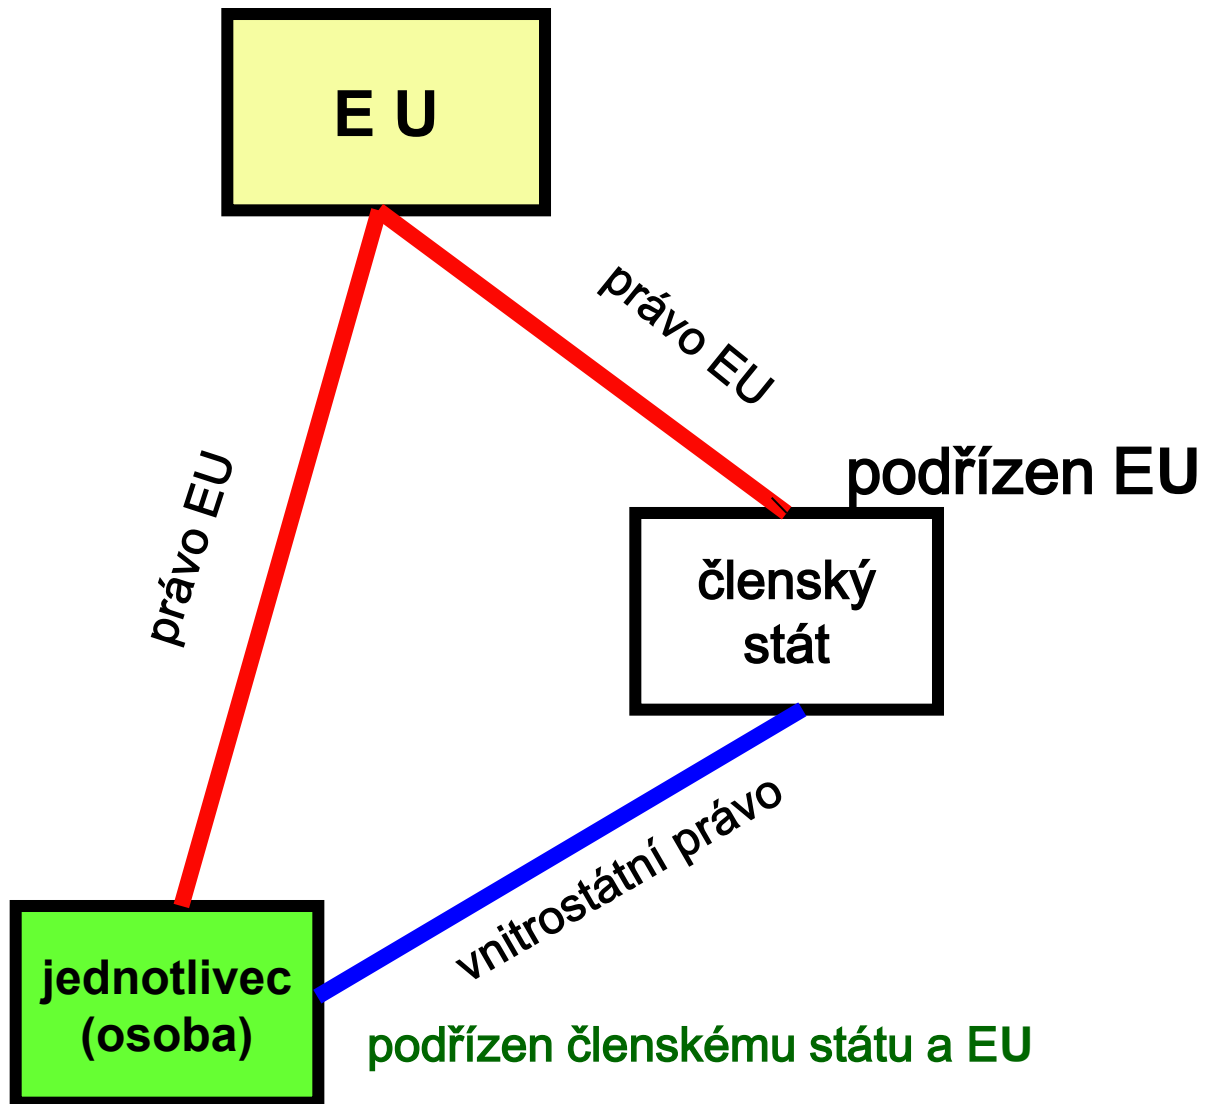 E U
právo EU
právo EU
podřízen EU
členský
stát
vnitrostátní právo
jednotlivec
(osoba)
podřízen členskému státu a EU